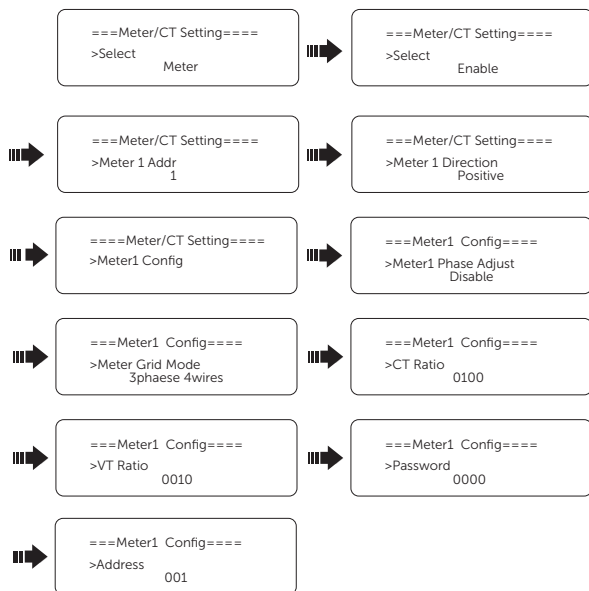 ===Meter/CT Setting====
>Select
Meter
===Meter/CT Setting====
>Select
Enable
===Meter/CT Setting====
>Meter 1 Addr
1
===Meter/CT Setting====
>Meter 1 Direction
Positive
====Meter/CT Setting====
>Meter1 Config
===Meter1 Config====
>Meter1 Phase Adjust
Disable
===Meter1 Config====
>Meter Grid Mode
3phaese 4wires
===Meter1 Config====
>CT Ratio
0100
===Meter1 Config====
>VT Ratio
0010
===Meter1 Config====
>Password
0000
===Meter1 Config====
>Address
001